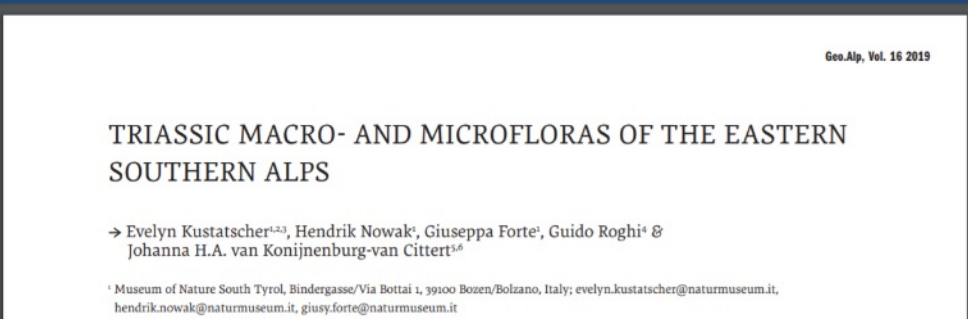 Geo.Alp, Vol. 16 2019
TRIASSIC MACRO- AND MICROFLORAS OF THE EASTERN
SOUTHERN ALPS
→ Evelyn Kustatscher¹,²,³, Hendrik Nowak¹, Giuseppa Forte¹, Guido Roghi⁴ &
Johanna H.A. van Konijnenburg-van Cittert⁵,⁶
¹ Museum of Nature South Tyrol, Bindergasse/Via Bottai 1, 39100 Bozen/Bolzano, Italy; evelyn.kustatscher@naturmuseum.it,
hendrik.nowak@naturmuseum.it, giusy.forte@naturmuseum.it